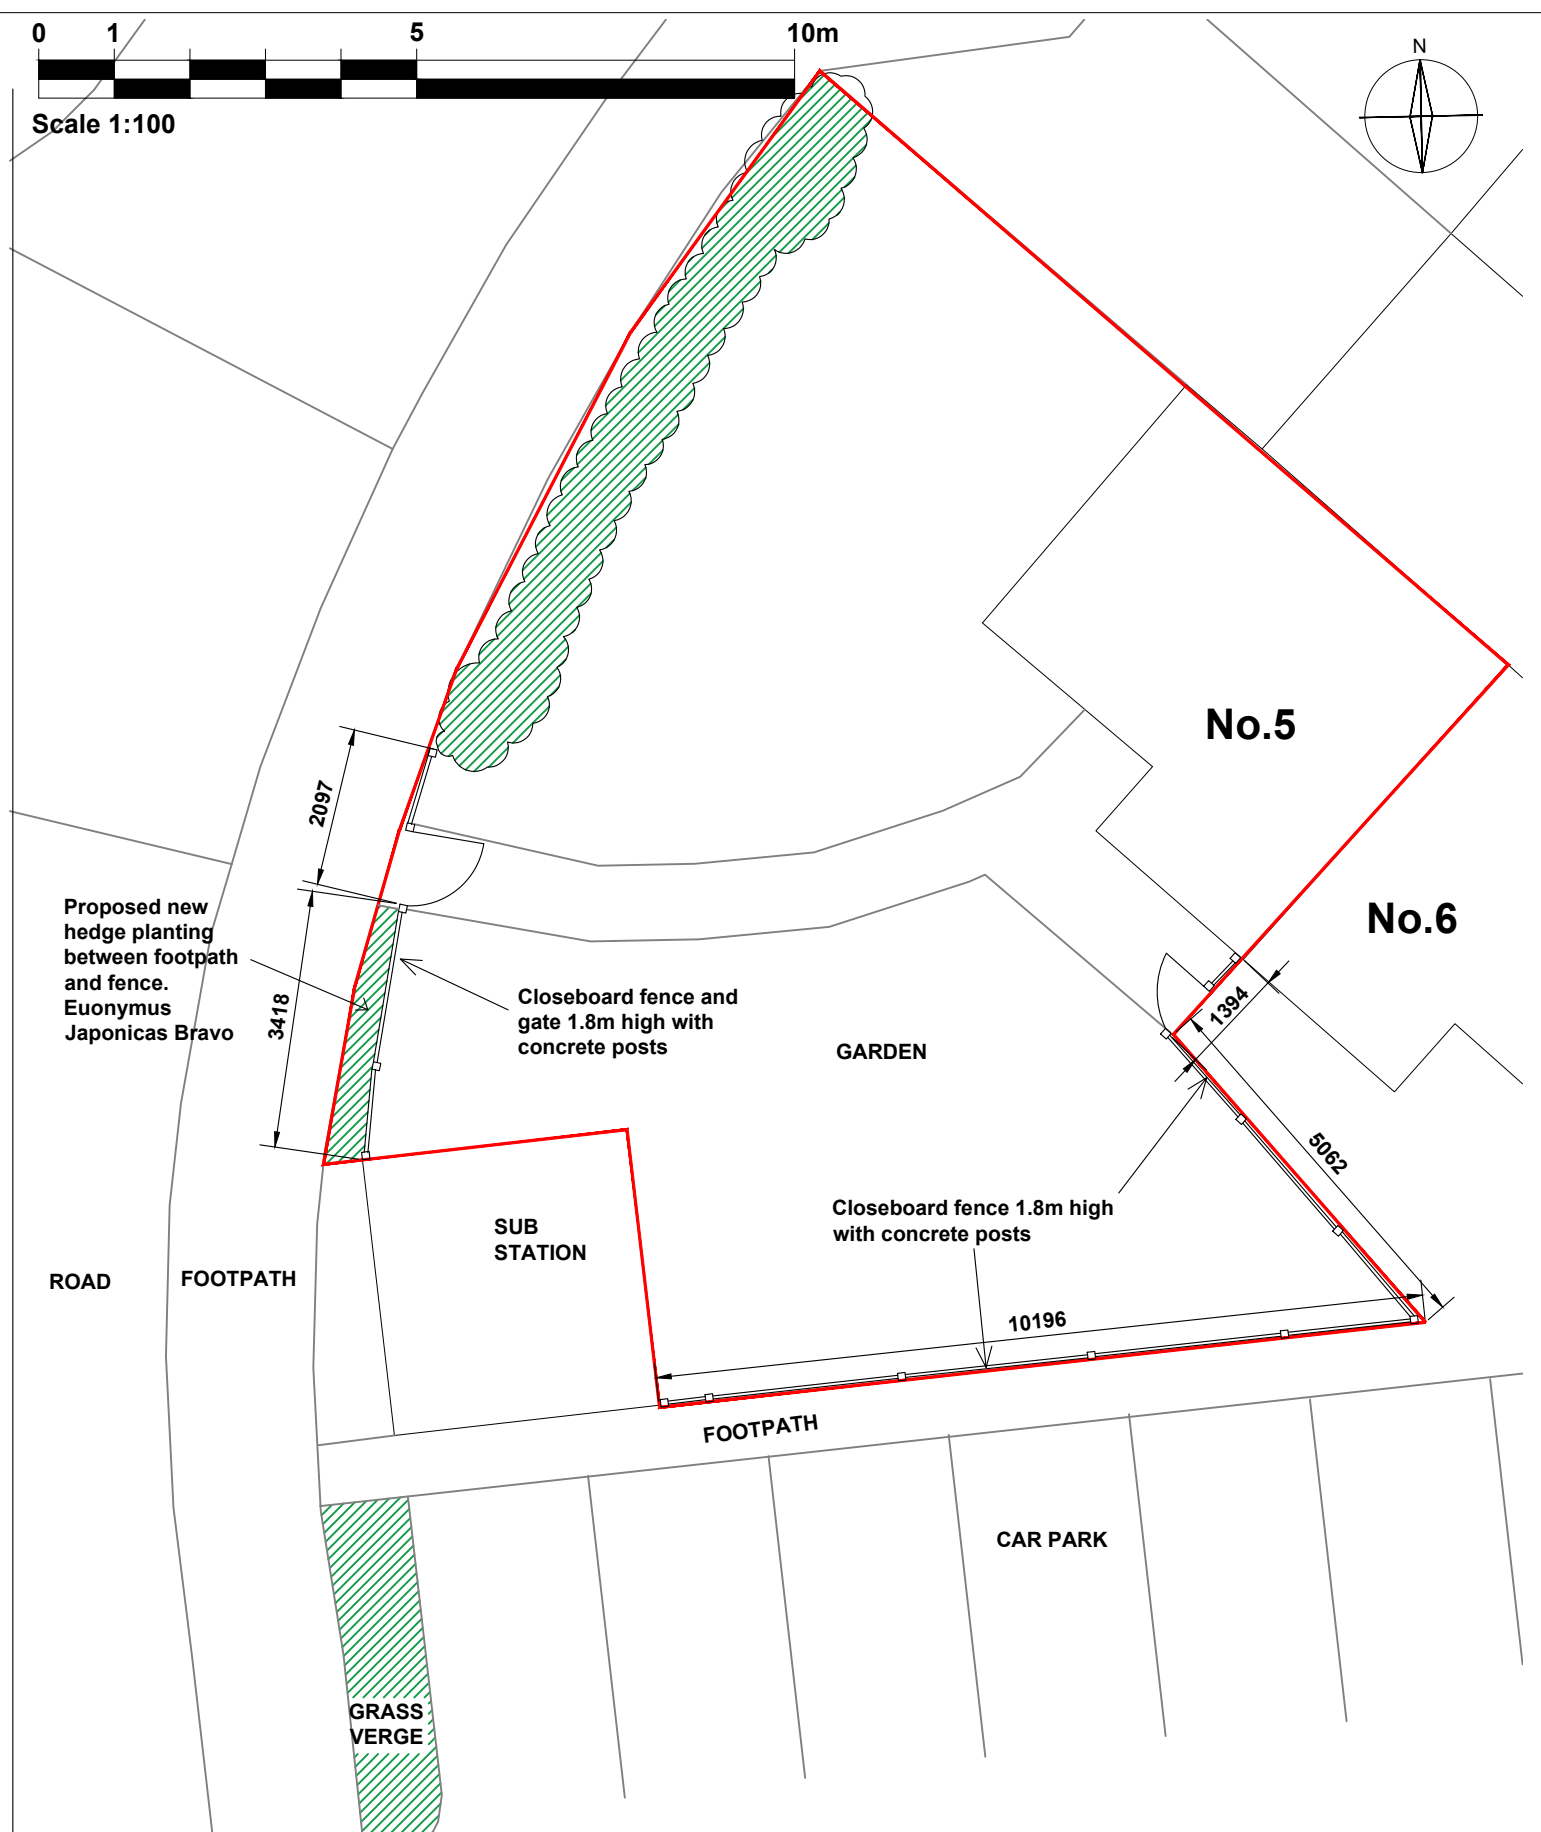 0 1 5 10m
Scale 1:100
N
No.5
2097
No.6
Proposed new
hedge planting
between footpath
and fence.
Euonymus
Japonicas Bravo
3418
Closeboard fence and
gate 1.8m high with
concrete posts
1394
GARDEN
5062
Closeboard fence 1.8m high
with concrete posts
SUB
STATION
ROAD
FOOTPATH
10196
FOOTPATH
CAR PARK
GRASS
VERGE